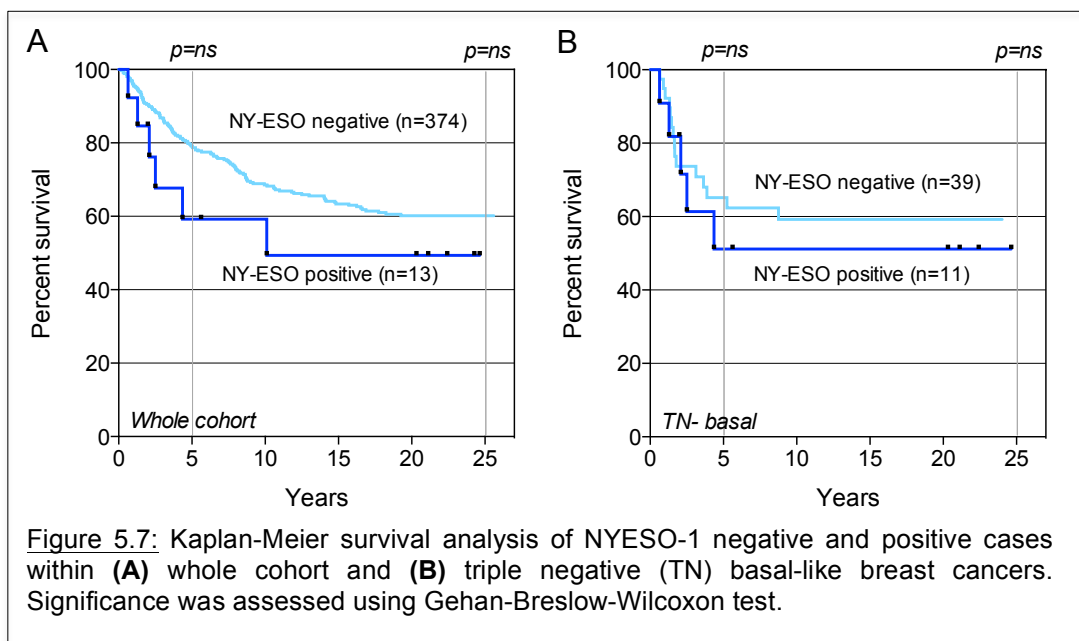 A
p=ns
p=ns
100
80
60
40
20
0
Percent survival
NY-ESO negative (n=374)
NY-ESO positive (n=13)
Whole cohort
0 5 10 15 20 25
Years
B
p=ns
p=ns
100
80
60
40
20
0
Percent survival
NY-ESO negative (n=39)
NY-ESO positive (n=11)
TN- basal
0 5 10 15 20 25
Years
Figure 5.7: Kaplan-Meier survival analysis of NYESO-1 negative and positive cases
within (A) whole cohort and (B) triple negative (TN) basal-like breast cancers.
Significance was assessed using Gehan-Breslow-Wilcoxon test.